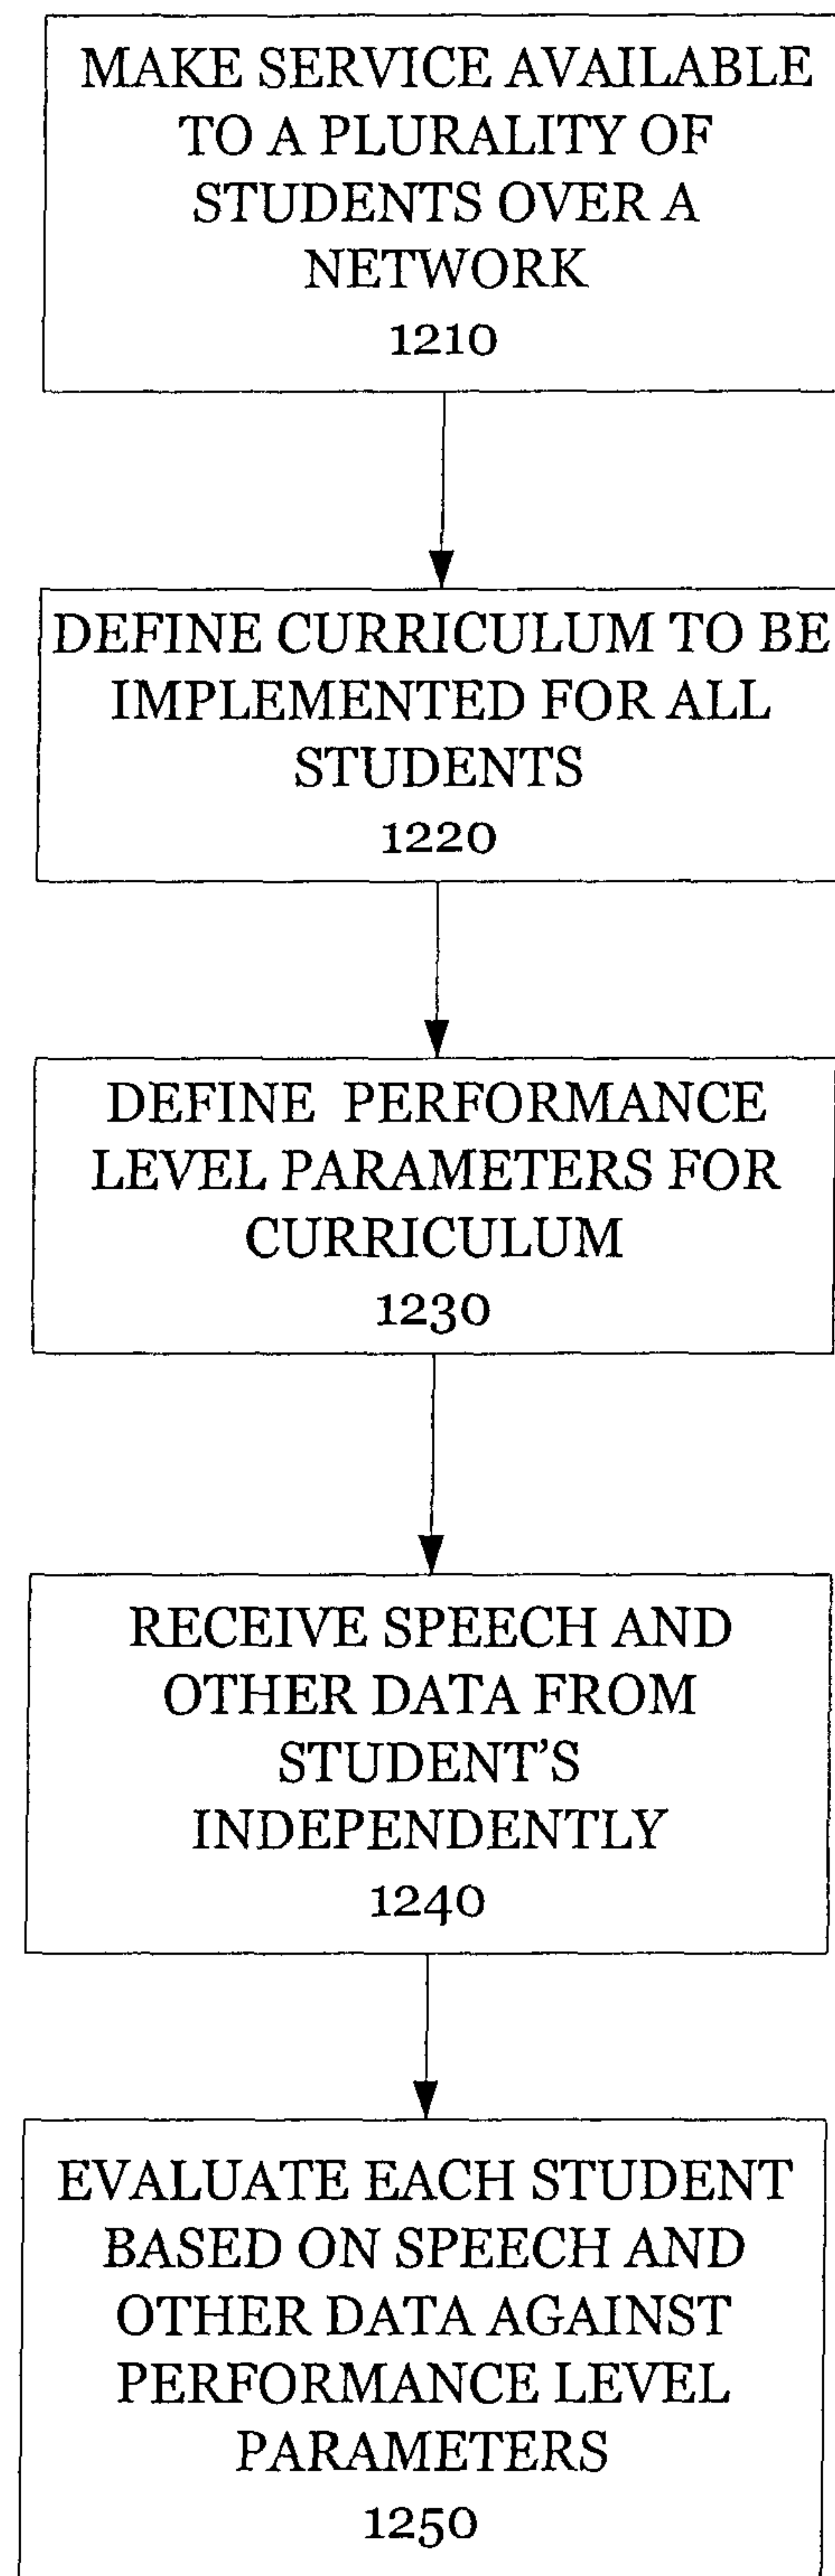 MAKE SERVICE AVAILABLE
TO A PLURALITY OF
STUDENTS OVER A
NETWORK
1210
DEFINE CURRICULUM TO BE
IMPLEMENTED FOR ALL
STUDENTS
1220
DEFINE PERFORMANCE
LEVEL PARAMETERS FOR
CURRICULUM
1230
RECEIVE SPEECH AND
OTHER DATA FROM
STUDENT'S
INDEPENDENTLY
1240
EVALUATE EACH STUDENT
BASED ON SPEECH AND
OTHER DATA AGAINST
PERFORMANCE LEVEL
PARAMETERS
1250